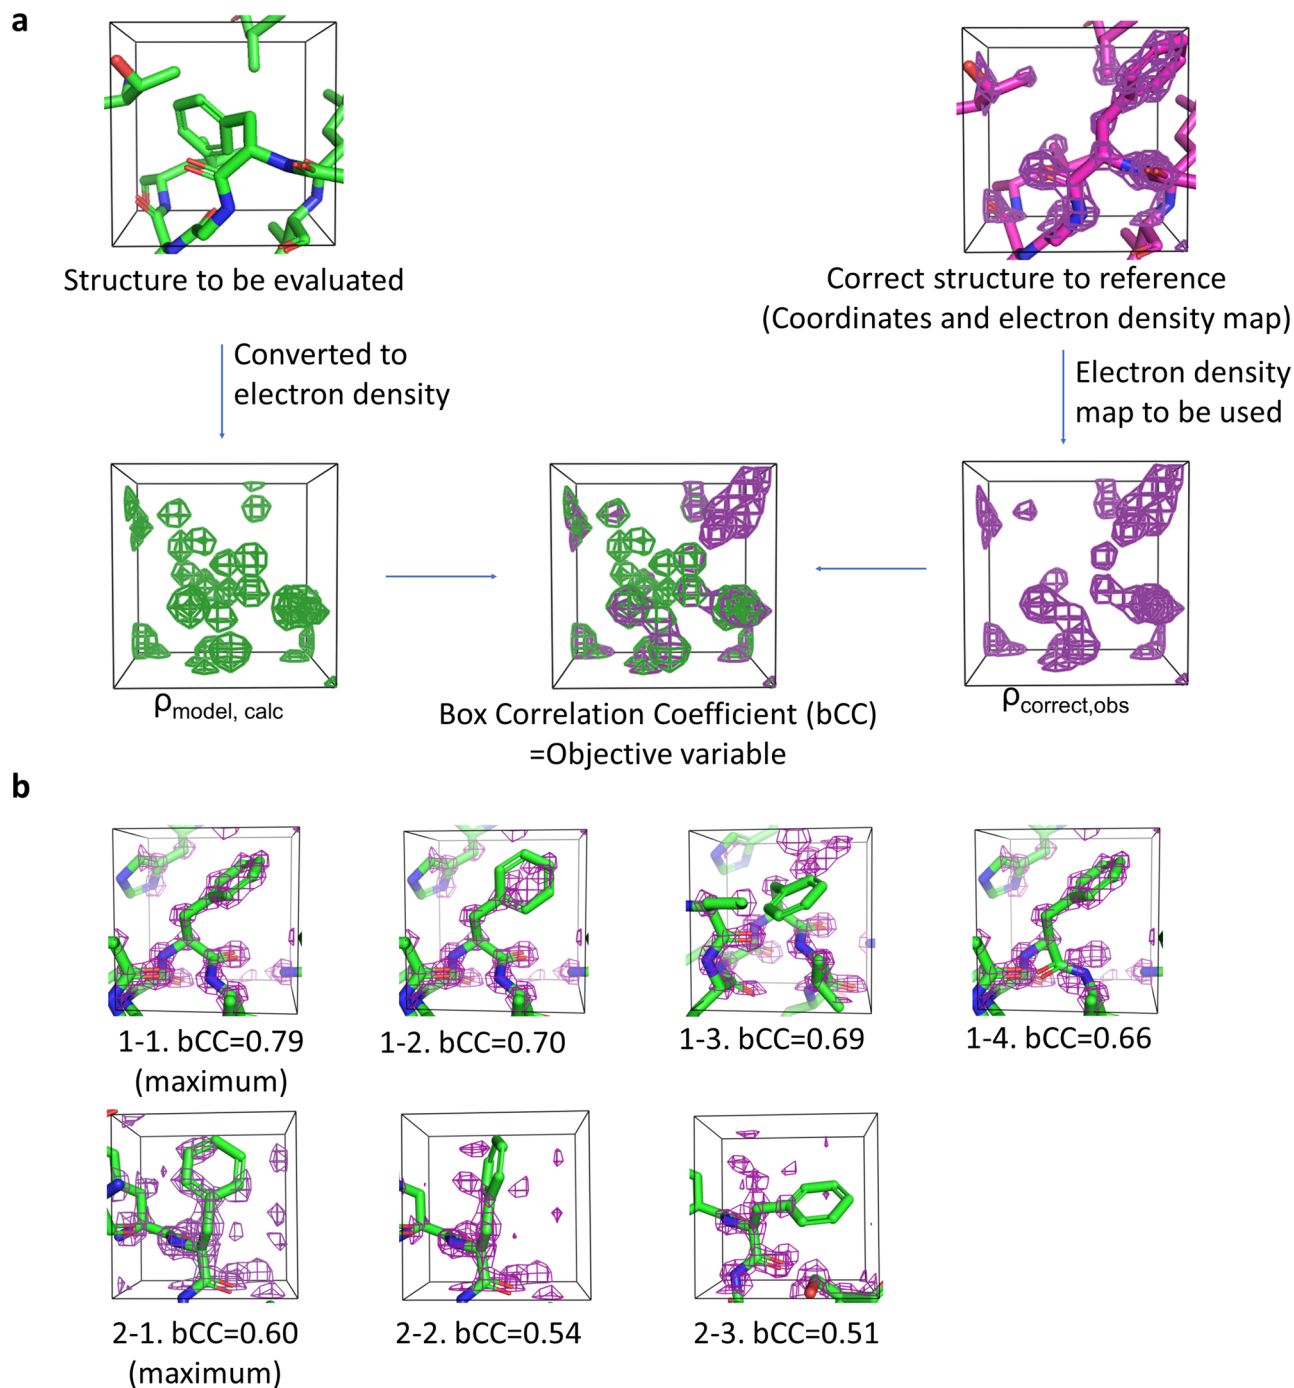 a
Structure to be evaluated
Correct structure to reference
(Coordinates and electron density map)
Converted to
electron density
Electron density
map to be used
ρmodel, calc
ρcorrect,obs
Box Correlation Coefficient (bCC)
=Objective variable
b
1-1. bCC=0.79
(maximum)
1-2. bCC=0.70
1-3. bCC=0.69
1-4. bCC=0.66
2-1. bCC=0.60
(maximum)
2-2. bCC=0.54
2-3. bCC=0.51